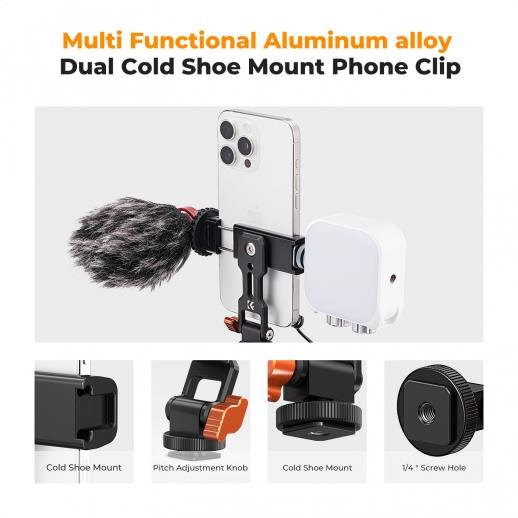 Multi Functional Aluminum alloy
Dual Cold Shoe Mount Phone Clip
Cold Shoe Mount
Pitch Adjustment Knob
Cold Shoe Mount
1/4 " Screw Hole